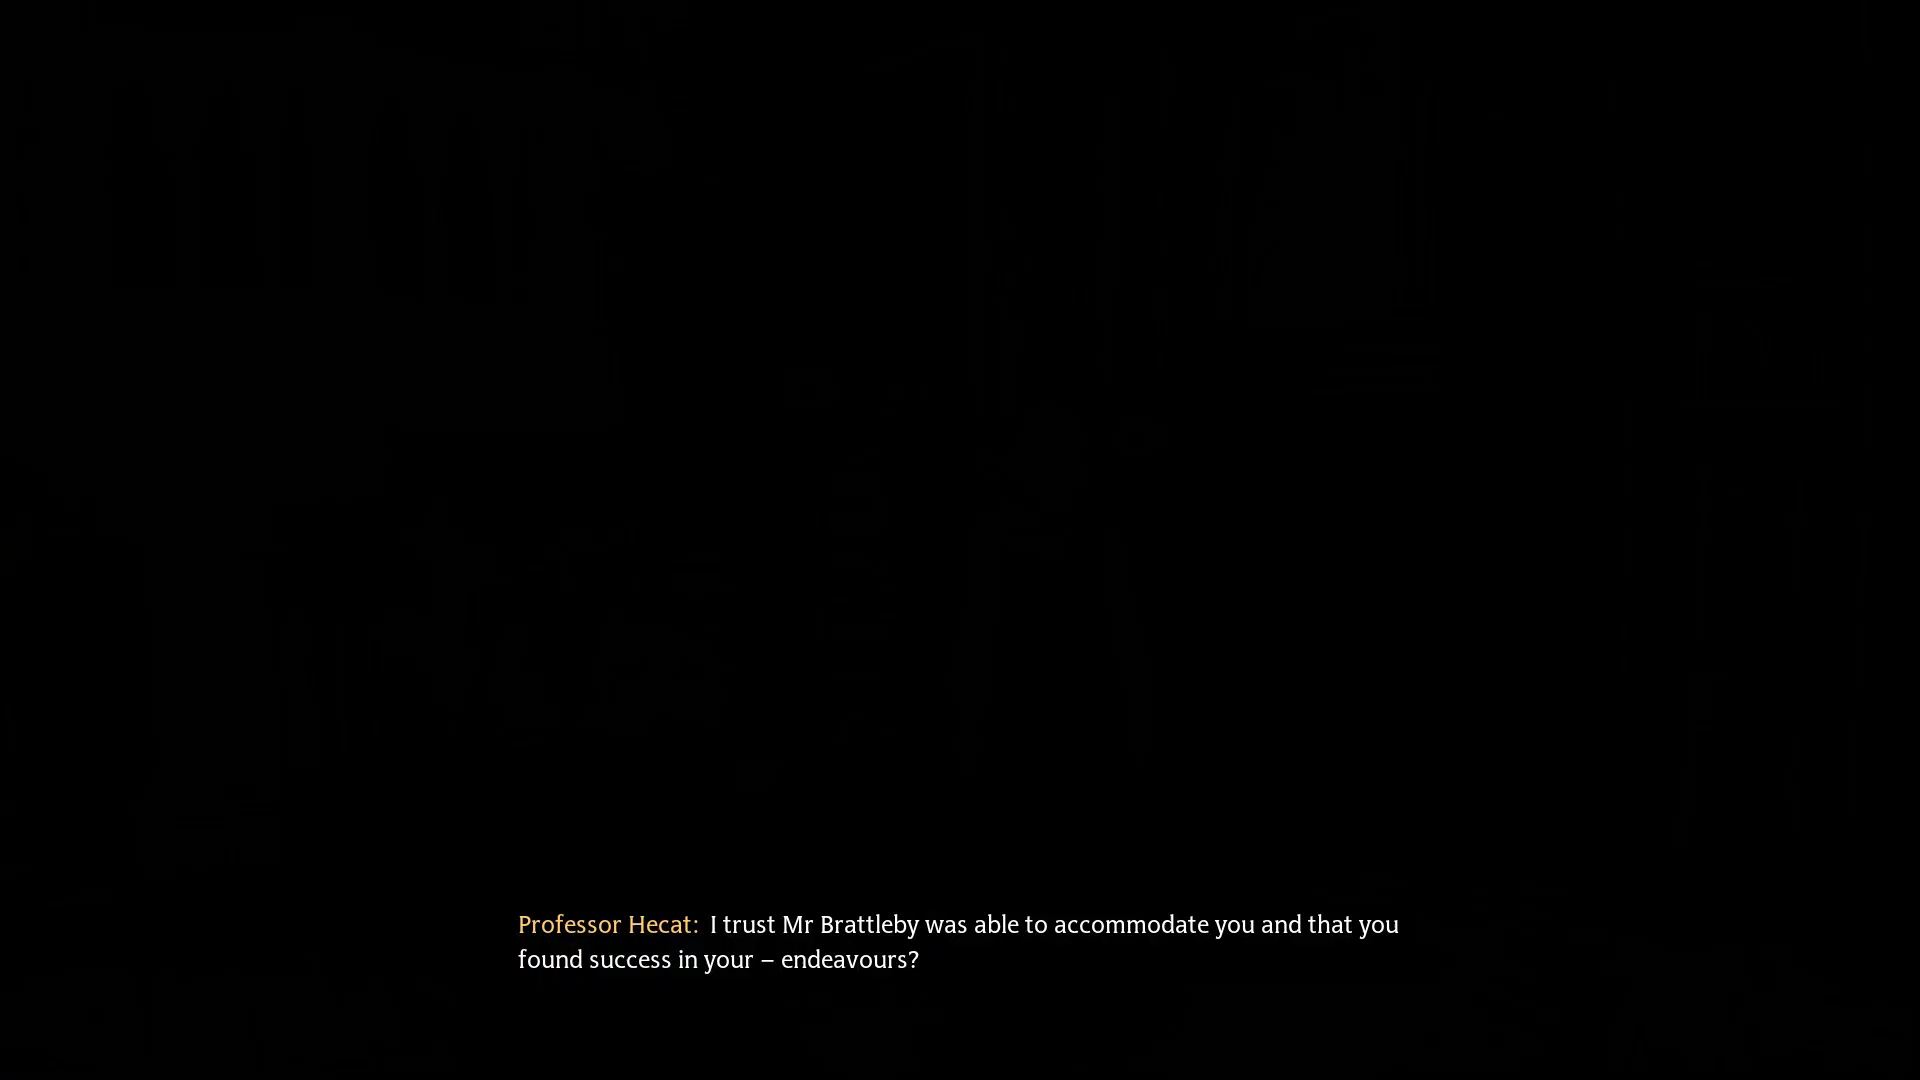 Professor Hecat: I trust Mr Brattleby was able to accommodate you and that you
found success in your – endeavours?